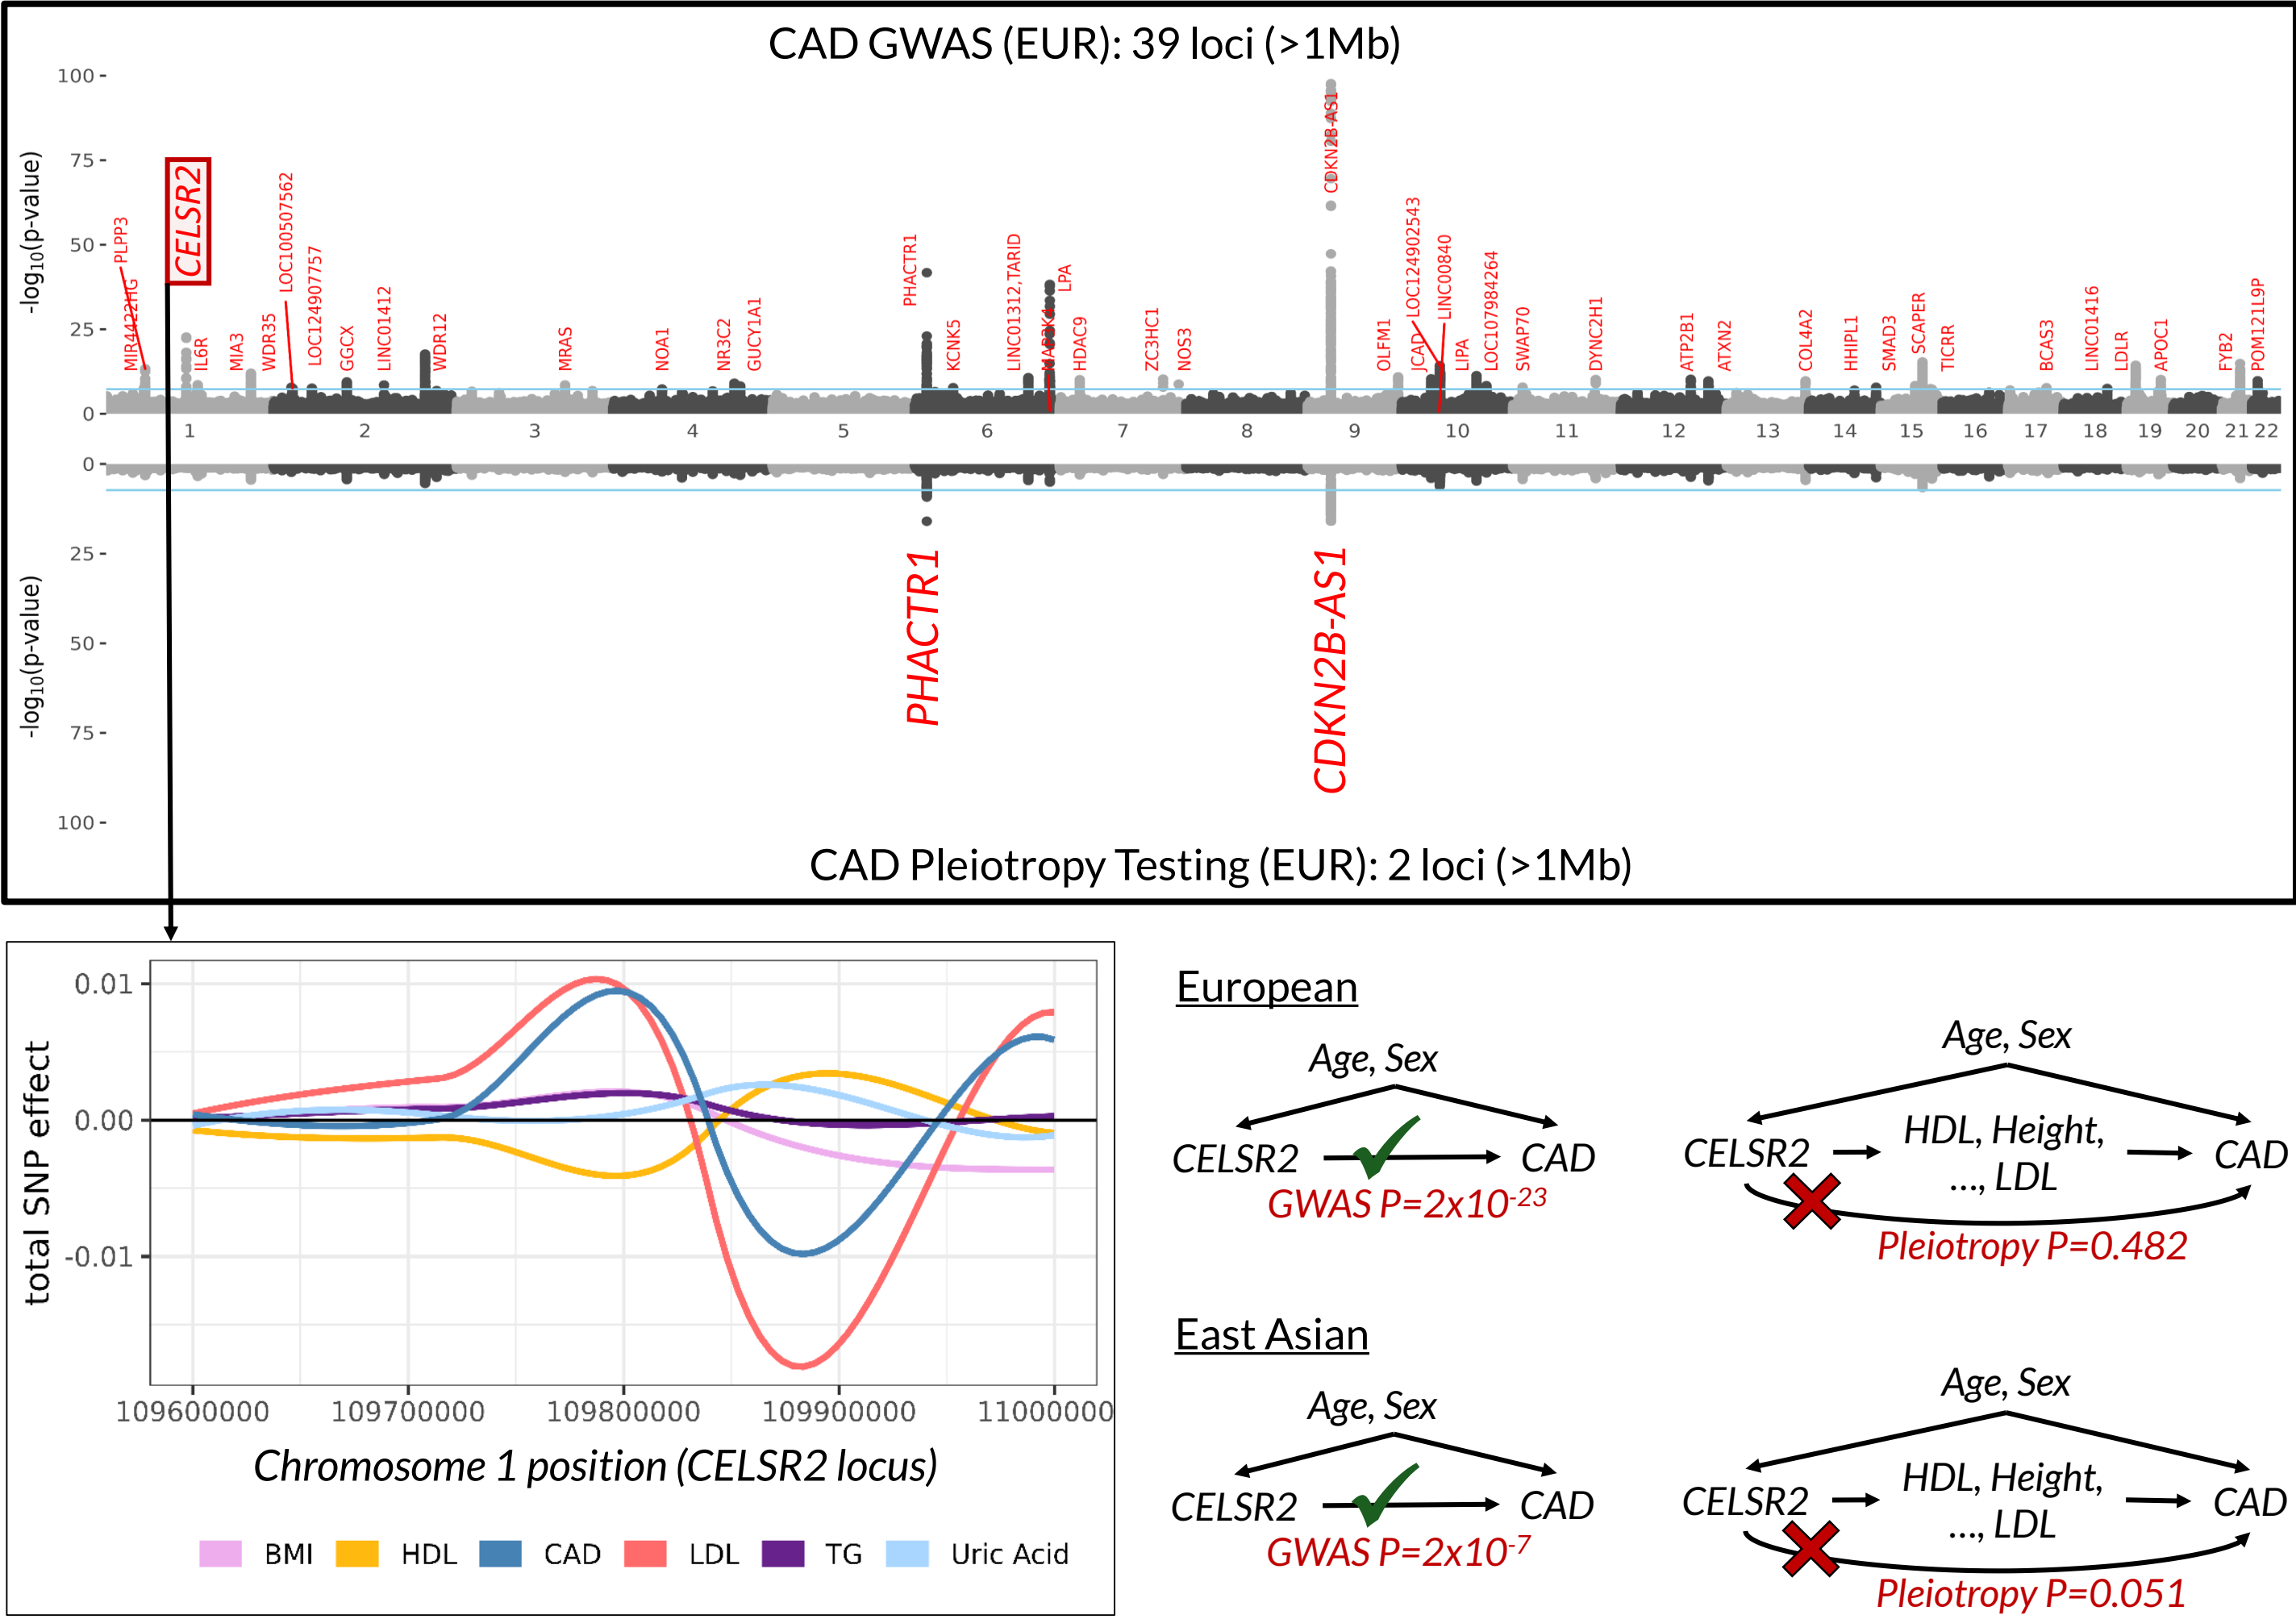 CAD GWAS (EUR): 39 loci (>1Mb)
-log10(p-value)
100
75
50
25
0
MIR4422HG
PLPP3
CELSR2
IL6R
MIA3
WDR35
LOC100507562
LOC124907757
GGCX
LINC01412
WDR12
MRAS
NOA1
NR3C2
GUCY1A1
PHACTR1
KCNK5
LINC01312,TARID
LPA
HDAC9
ZC3HC1
NOS3
CDKN2B-AS1
OLFM1
JCAD
LOC124902543
LINC00840
LIPA
LOC107984264
SWAP70
DYNC2H1
ATP2B1
ATXN2
COL4A2
HHIPL1
SMAD3
SCAPER
TICRR
BCAS3
LINC01416
LDLR
APOC1
FYB2
POM121L9P
1 2 3 4 5 6 7 8 9 10 11 12 13 14 15 16 17 18 19 20 21 22
-log10(p-value)
0
25
50
75
100
PHACTR1
CDKN2B-AS1
CAD Pleiotropy Testing (EUR): 2 loci (>1Mb)
total SNP effect
0.01
0.00
-0.01
109600000 109700000 109800000 109900000 11000000
Chromosome 1 position (CELSR2 locus)
BMI HDL CAD LDL TG Uric Acid
European
Age, Sex
CELSR2 CAD
GWAS P=2x10-23
Age, Sex
CELSR2 HDL, Height, CAD
..., LDL
Pleiotropy P=0.482
East Asian
Age, Sex
CELSR2 CAD
GWAS P=2x10-7
Age, Sex
CELSR2 HDL, Height, CAD
..., LDL
Pleiotropy P=0.051